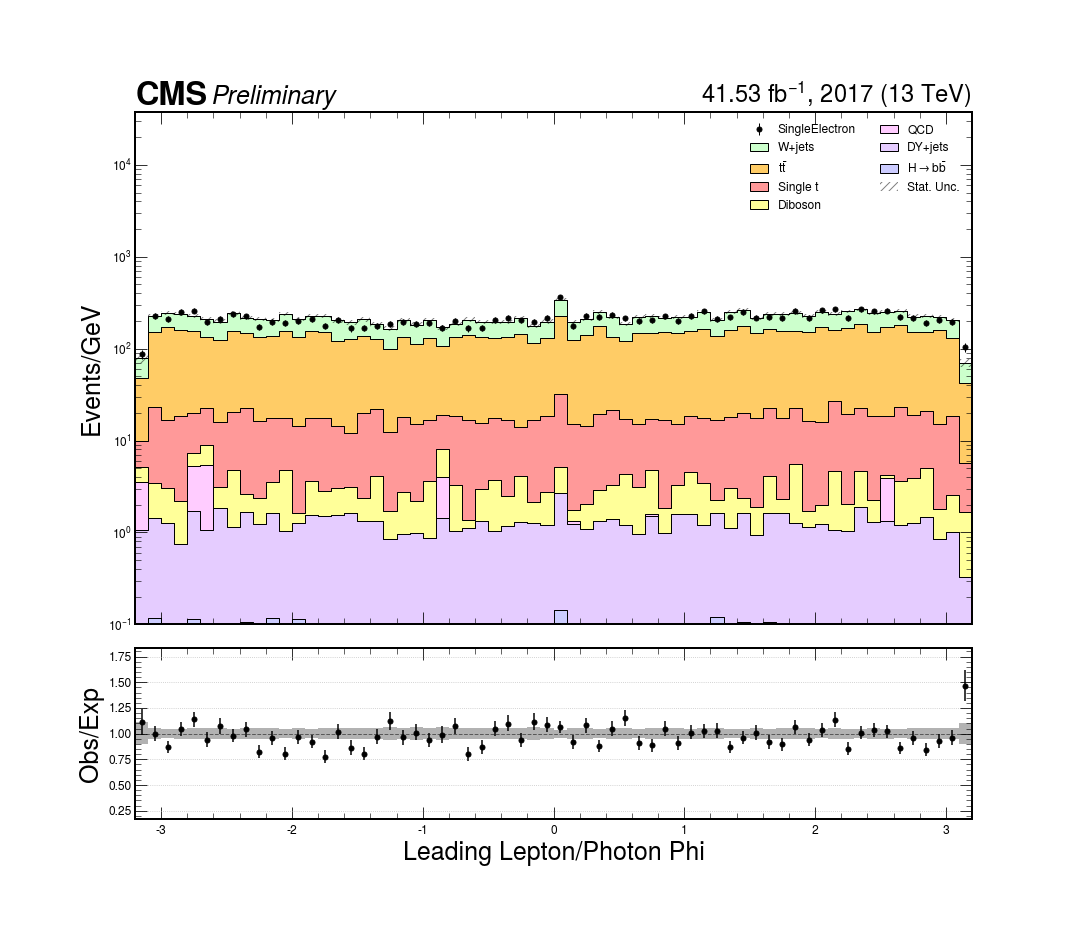 CMS Preliminary
41.53 fb⁻¹, 2017 (13 TeV)
SingleElectron
W+jets
tt̄
Single t
Diboson
QCD
DY+jets
H→bb̄
Stat. Unc.
Events/GeV
10⁴
10³
10²
10¹
10⁰
10⁻¹
Obs/Exp
1.75
1.50
1.25
1.00
0.75
0.50
0.25
-3 -2 -1 0 1 2 3
Leading Lepton/Photon Phi